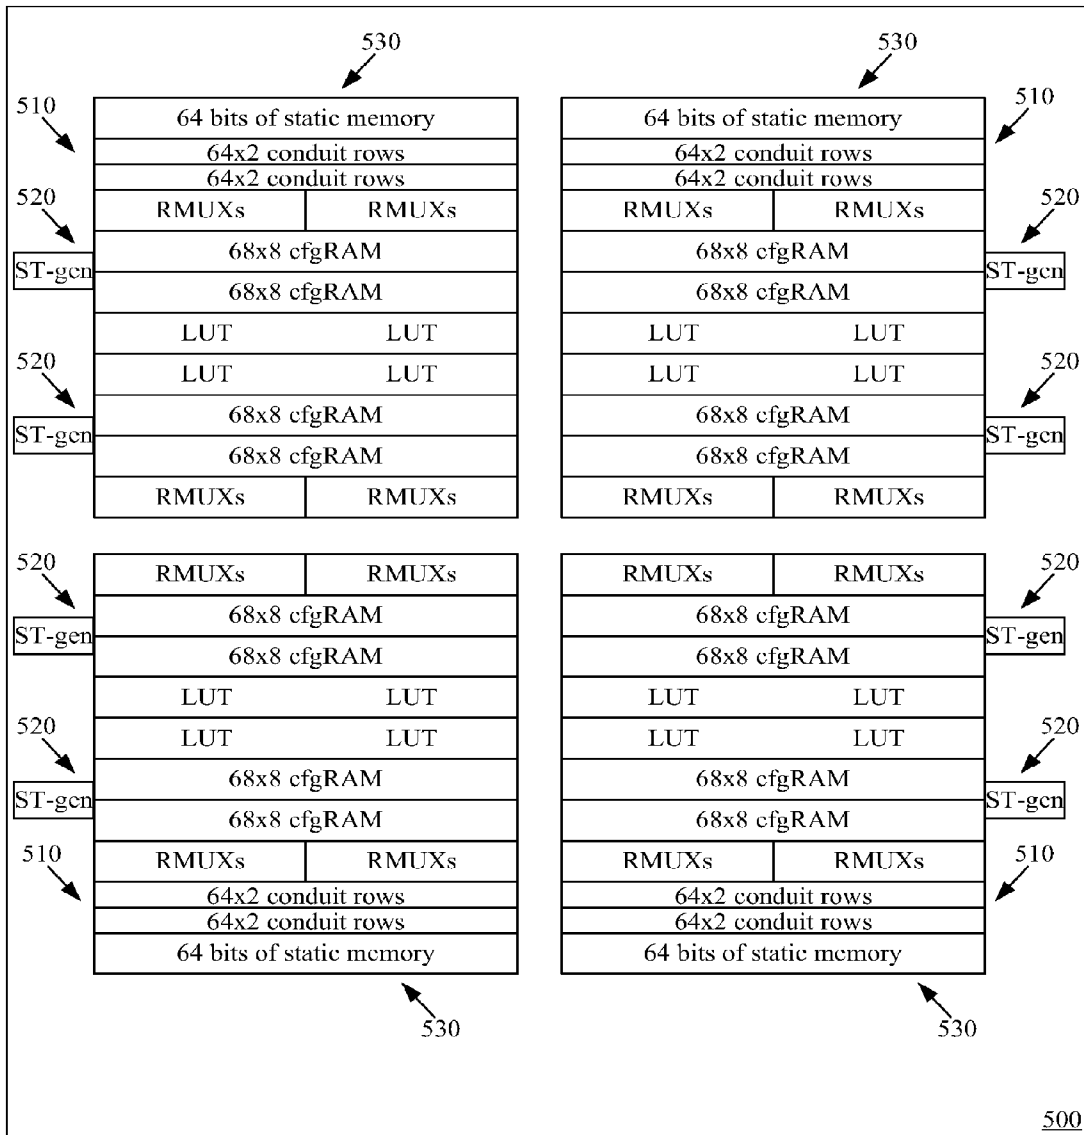 530 530
510 510
64 bits of static memory 64 bits of static memory
64x2 conduit rows 64x2 conduit rows
64x2 conduit rows 64x2 conduit rows
520 RMUXs RMUXs RMUXs RMUXs 520
68x8 cfgRAM 68x8 cfgRAM
ST-gen ST-gen
68x8 cfgRAM 68x8 cfgRAM
LUT LUT LUT LUT
520 520
LUT LUT LUT LUT
68x8 cfgRAM 68x8 cfgRAM
ST-gen ST-gen
68x8 cfgRAM 68x8 cfgRAM
RMUXs RMUXs RMUXs RMUXs
520 520
RMUXs RMUXs RMUXs RMUXs
68x8 cfgRAM 68x8 cfgRAM
ST-gen ST-gen
68x8 cfgRAM 68x8 cfgRAM
LUT LUT LUT LUT
520 520
LUT LUT LUT LUT
68x8 cfgRAM 68x8 cfgRAM
ST-gen ST-gen
68x8 cfgRAM 68x8 cfgRAM
510 RMUXs RMUXs RMUXs RMUXs 510
64x2 conduit rows 64x2 conduit rows
64x2 conduit rows 64x2 conduit rows
64 bits of static memory 64 bits of static memory
530 530
500